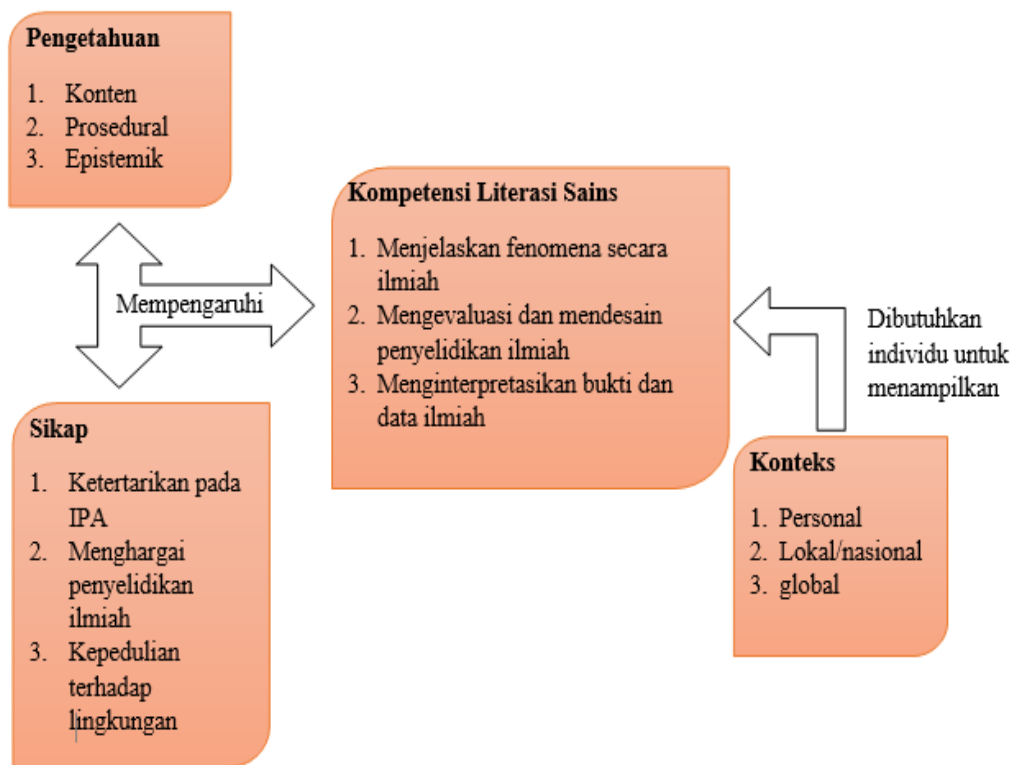 Pengetahuan
1. Konten
2. Prosedural
3. Epistemik
Mempengaruhi
Sikap
1. Ketertarikan pada
IPA
2. Menghargai
penyelidikan
ilmiah
3. Kepedulian
terhadap
lingkungan
Kompetensi Literasi Sains
1. Menjelaskan fenomena secara
ilmiah
2. Mengevaluasi dan mendesain
penyelidikan ilmiah
3. Menginterpretasikan bukti dan
data ilmiah
Dibutuhkan
individu untuk
menampilkan
Konteks
1. Personal
2. Lokal/nasional
3. global